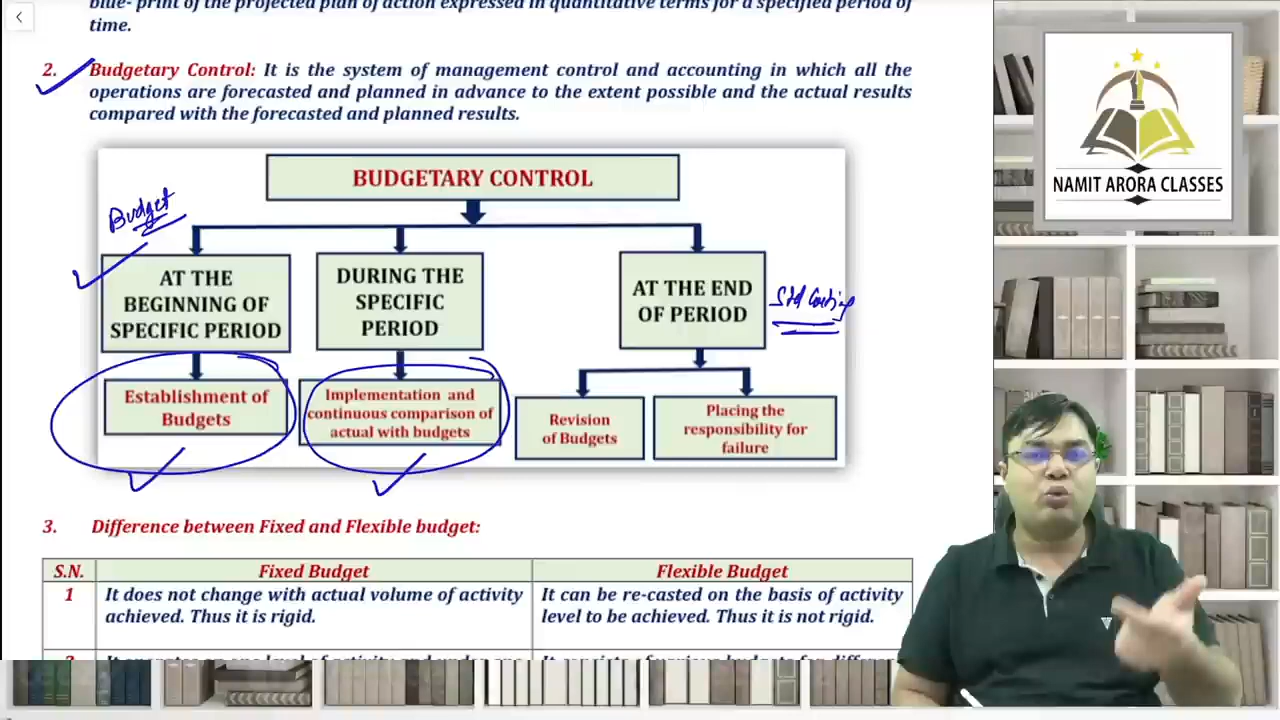 blue- print of the projected plan of action expressed in quantitative terms for a specified period of
time.
2. Budgetary Control: It is the system of management control and accounting in which all the
operations are forecasted and planned in advance to the extent possible and the actual results
compared with the forecasted and planned results.
BUDGETARY CONTROL
Budget
AT THE
BEGINNING OF
SPECIFIC PERIOD
DURING THE
SPECIFIC
PERIOD
AT THE END
OF PERIOD
Std Costing
Establishment of
Budgets
Implementation and
continuous comparison of
actual with budgets
Revision
of Budgets
Placing the
responsibility for
failure
3. Difference between Fixed and Flexible budget:
S.N. Fixed Budget Flexible Budget
1 It does not change with actual volume of activity
achieved. Thus it is rigid.
It can be re-casted on the basis of activity
level to be achieved. Thus it is not rigid.
NAMIT ARORA CLASSES